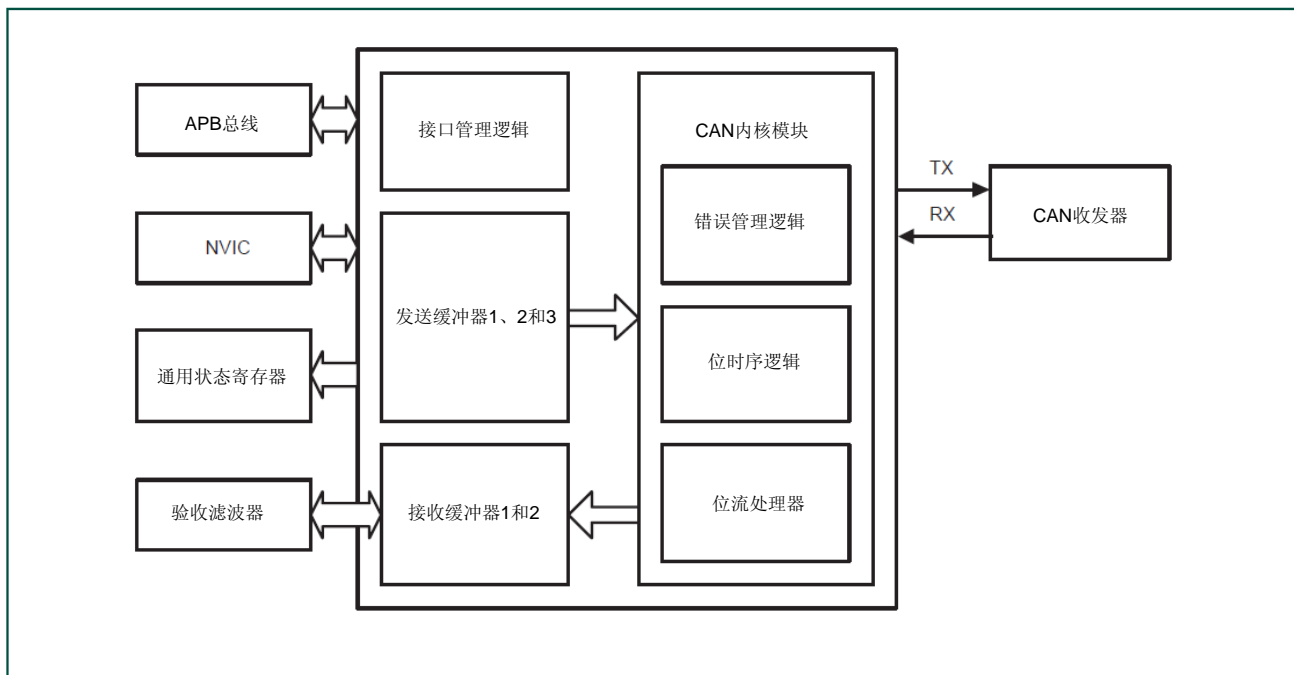 APB总线
NVIC
通用状态寄存器
验收滤波器
接口管理逻辑
发送缓冲器1、2和3
接收缓冲器1和2
CAN内核模块
错误管理逻辑
位时序逻辑
位流处理器
TX
RX
CAN收发器